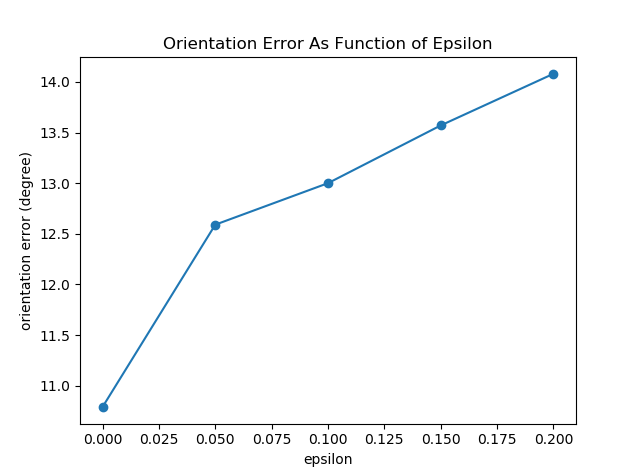 Orientation Error As Function of Epsilon
14.0
13.5
13.0
12.5
12.0
11.5
11.0
orientation error (degree)
0.000 0.025 0.050 0.075 0.100 0.125 0.150 0.175 0.200
epsilon